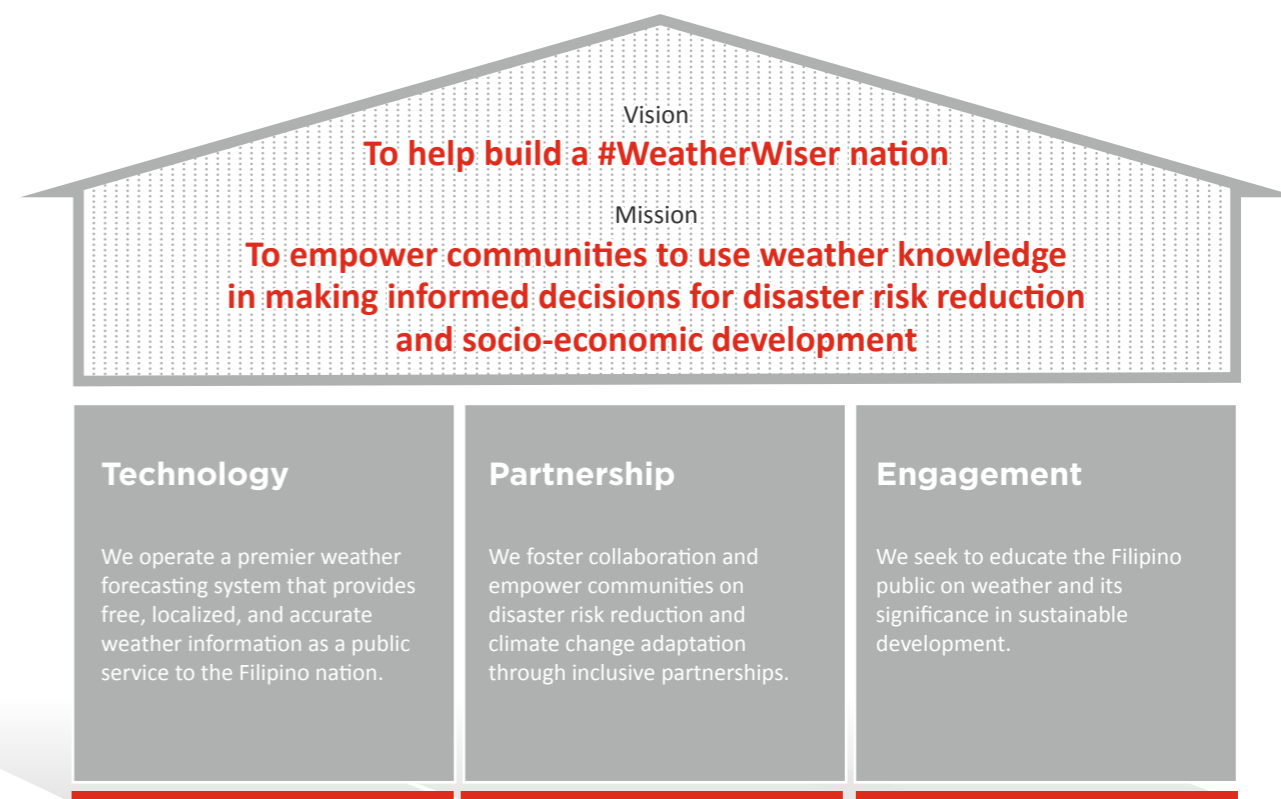 Vision
To help build a #WeatherWiser nation
Mission
To empower communities to use weather knowledge
in making informed decisions for disaster risk reduction
and socio-economic development
Technology
We operate a premier weather
forecasting system that provides
free, localized, and accurate
weather information as a public
service to the Filipino nation.
Partnership
We foster collaboration and
empower communities on
disaster risk reduction and
climate change adaptation
through inclusive partnerships.
Engagement
We seek to educate the Filipino
public on weather and its
significance in sustainable
development.